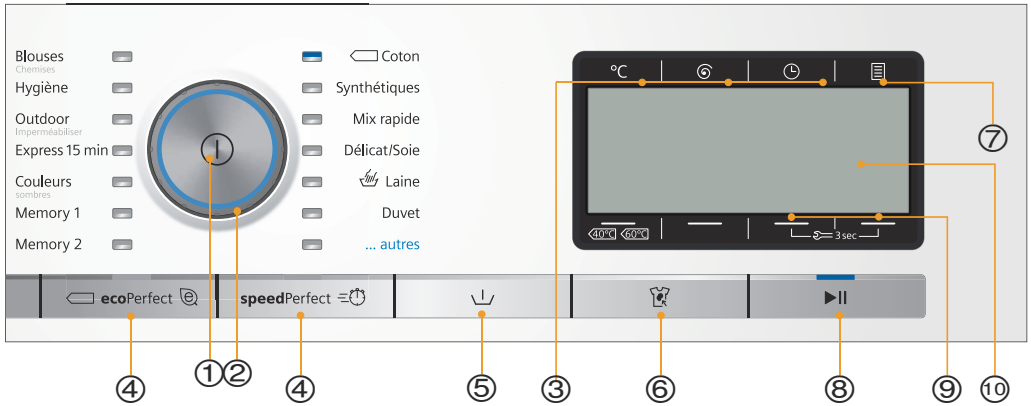 Blouses
Chemises
Hygiène
Outdoor
Imperméabiliser
Express 15 min
Couleurs
sombres
Memory 1
Memory 2
Coton
Synthétiques
Mix rapide
Délicat/Soie
Laine
Duvet
... autres
°C
40°C 60°C
3 sec
ecoPerfect e
speedPerfect
① ② ③ ④ ④ ⑤ ⑥ ⑦ ⑧ ⑨ ⑩